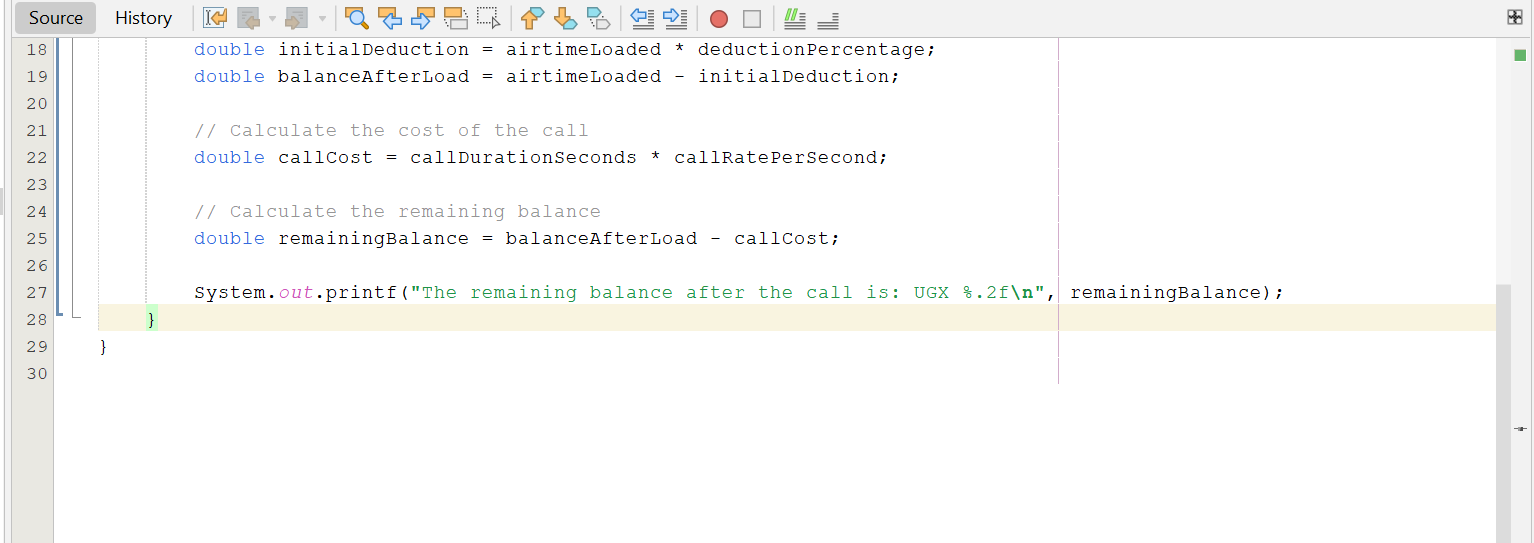 Source History
18 double initialDeduction = airtimeLoaded * deductionPercentage;
19 double balanceAfterLoad = airtimeLoaded - initialDeduction;
20
21 // Calculate the cost of the call
22 double callCost = callDurationSeconds * callRatePerSecond;
23
24 // Calculate the remaining balance
25 double remainingBalance = balanceAfterLoad - callCost;
26
27 System.out.printf("The remaining balance after the call is: UGX %.2f\n", remainingBalance);
28 }
29 }
30